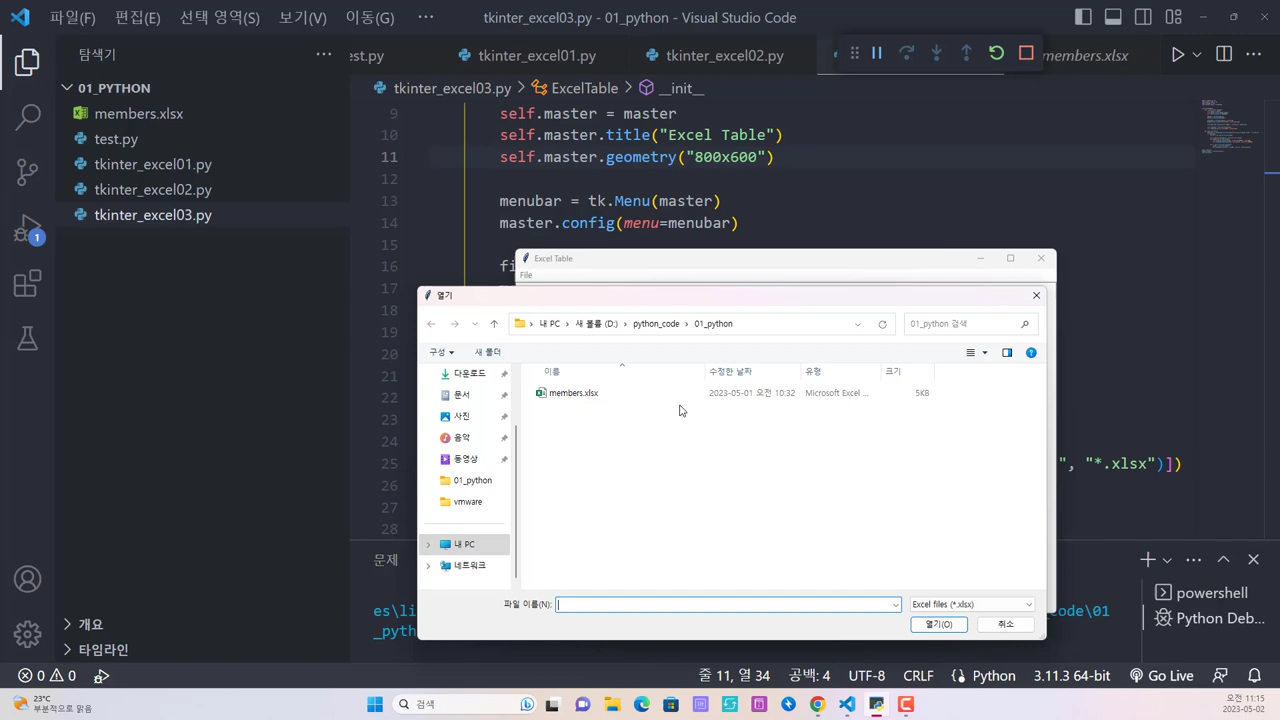 파일(F) 편집(E) 선택 영역(S) 보기(V) 이동(G) ··· tkinter_excel03.py - 01_python - Visual Studio Code
탐색기 ···
est.py tkinter_excel01.py tkinter_excel02.py members.xlsx
01_PYTHON
members.xlsx
test.py
tkinter_excel01.py
tkinter_excel02.py
tkinter_excel03.py
개요
타임라인
1
tkinter_excel03.py > ExcelTable > __init__
9 self.master = master
10 self.master.title("Excel Table")
11 self.master.geometry("800x600")
12
13 menubar = tk.Menu(master)
14 master.config(menu=menubar)
15
16 fi
17
18
19
20
21
22
23
24
25 ", "*.xlsx")])
26
27
28
Excel Table
File
열기
내 PC > 새 볼륨 (D:) > python_code > 01_python
01_python 검색
구성 새 폴더
다운로드
문서
사진
음악
동영상
01_python
vmware
내 PC
네트워크
이름 수정한 날짜 유형 크기
members.xlsx 2023-05-01 오전 10:32 Microsoft Excel ... 5KB
파일 이름(N): Excel files (*.xlsx)
열기(O) 취소
문제
es\li code\01
_pyth
powershell
Python Deb...
0 0 줄 11, 열 34 공백: 4 UTF-8 CRLF Python 3.11.3 64-bit Go Live
23°C
부분적으로 맑음
검색
오전 11:15
2023-05-02